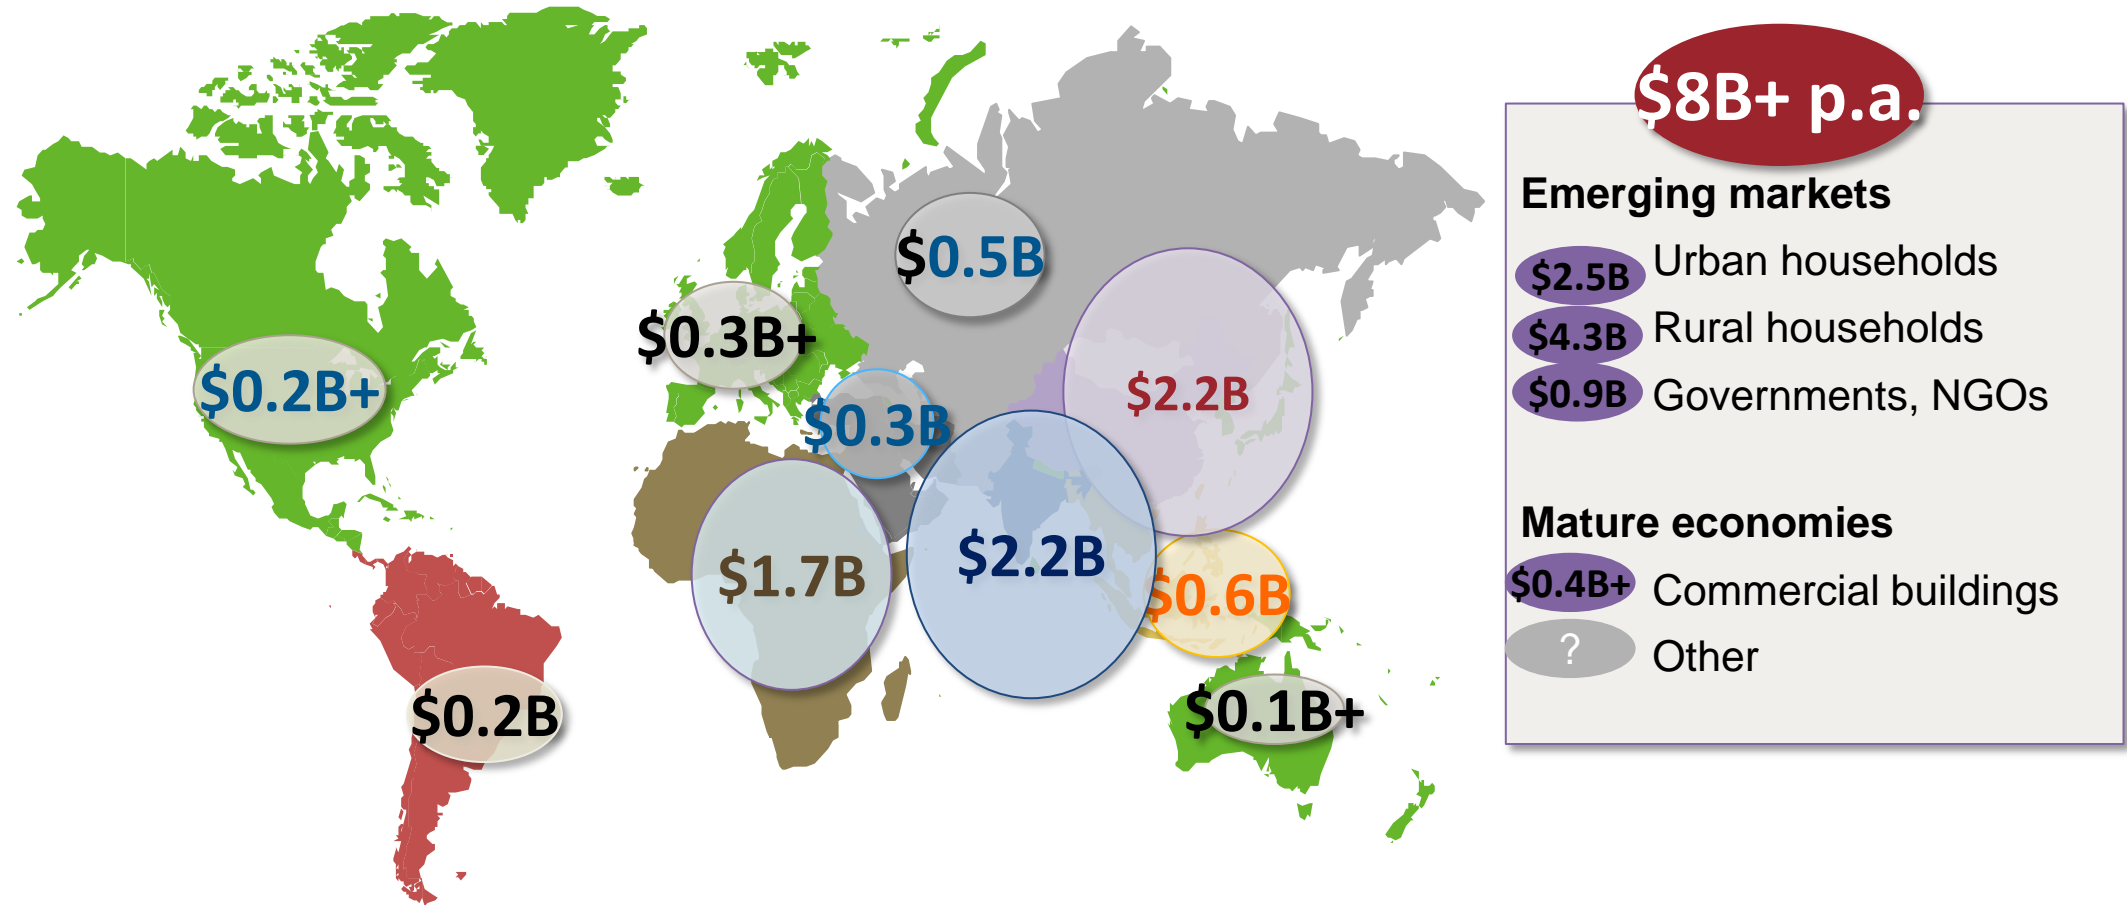 $0.5B
$0.3B+
$0.2B+
$2.2B
$0.3B
$1.7B
$2.2B
$0.6B
$0.2B
$0.1B+
$8B+ p.a.
Emerging markets
$2.5B Urban households
$4.3B Rural households
$0.9B Governments, NGOs
Mature economies
$0.4B+ Commercial buildings
? Other